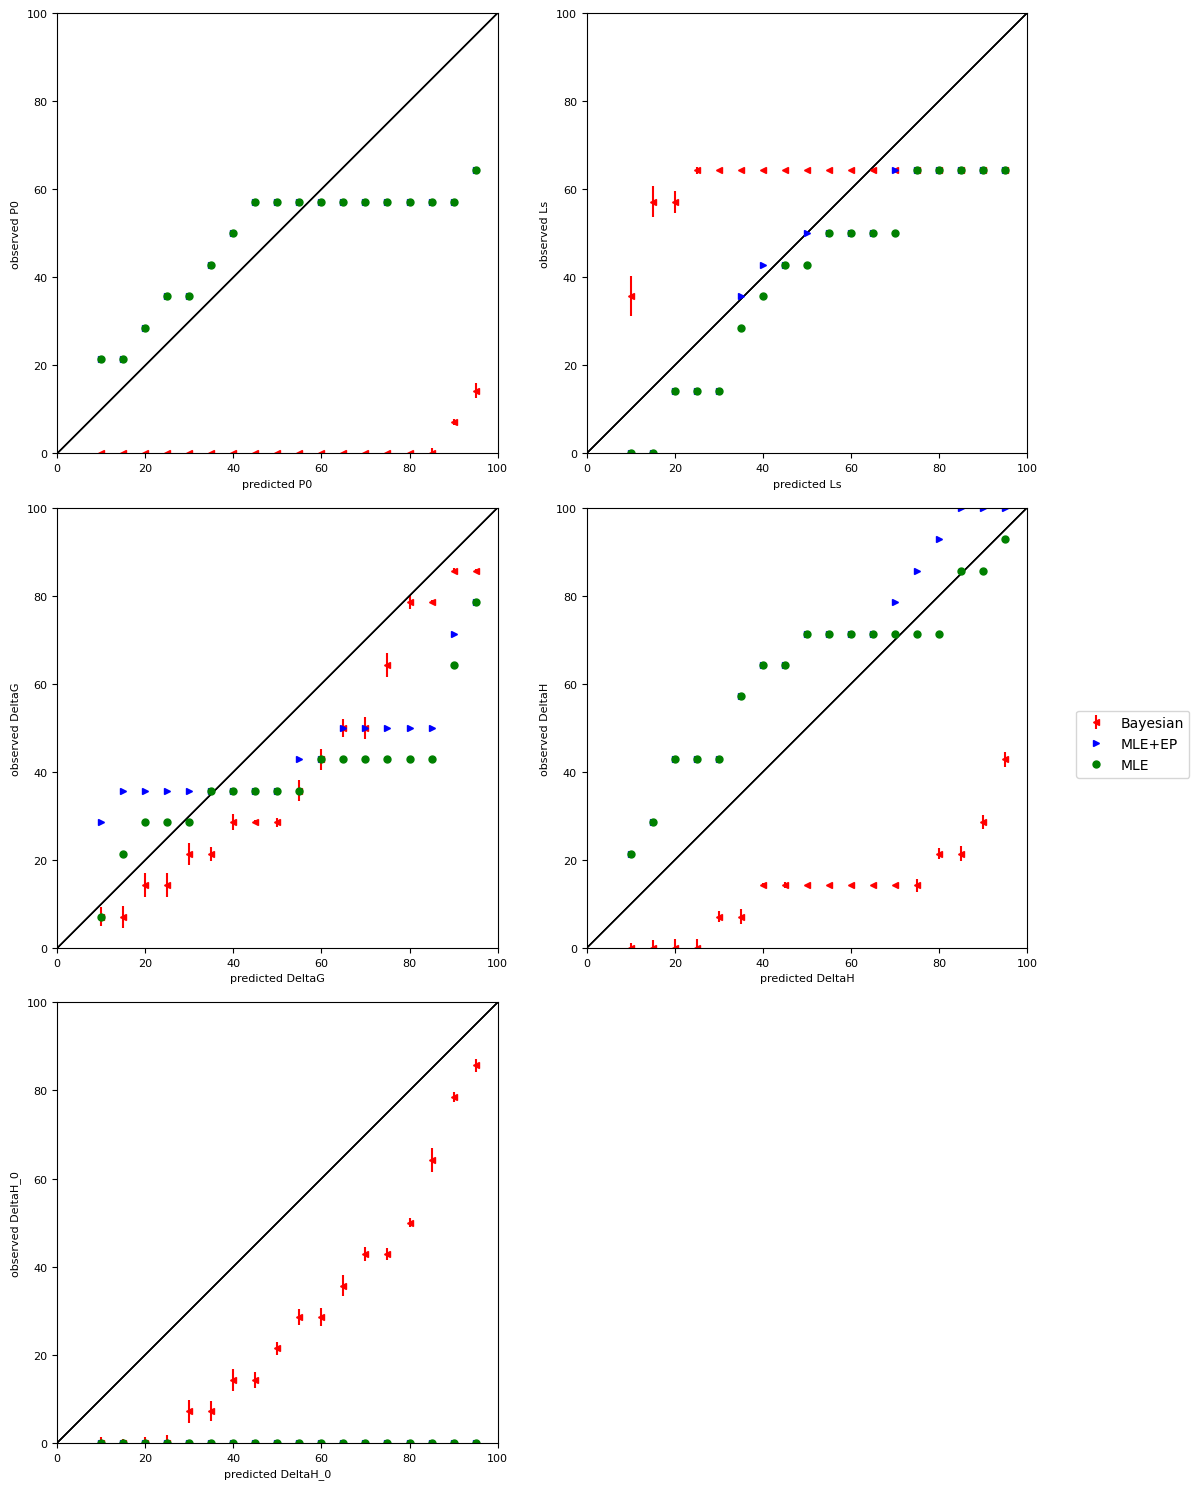 100
80
60
40
20
0
observed P0
0 20 40 60 80 100
predicted P0
100
80
60
40
20
0
observed Ls
0 20 40 60 80 100
predicted Ls
100
80
60
40
20
0
observed DeltaG
0 20 40 60 80 100
predicted DeltaG
100
80
60
40
20
0
observed DeltaH
0 20 40 60 80 100
predicted DeltaH
Bayesian
MLE+EP
MLE
100
80
60
40
20
0
observed DeltaH_0
0 20 40 60 80 100
predicted DeltaH_0